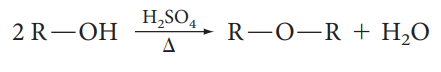 2 R—OH H₂SO₄ Δ R—O—R + H₂O